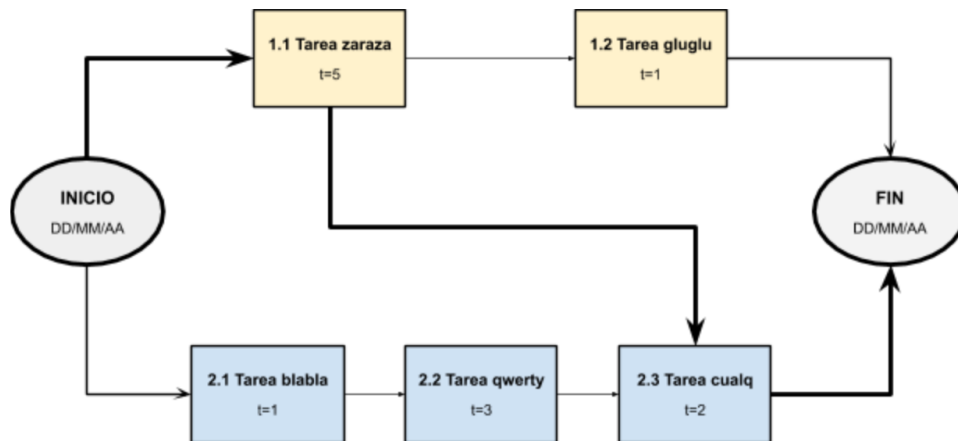 1.1 Tarea zaraza
t=5
1.2 Tarea gluglu
t=1
INICIO
DD/MM/AA
FIN
DD/MM/AA
2.1 Tarea blabla
t=1
2.2 Tarea qwerty
t=3
2.3 Tarea cualq
t=2